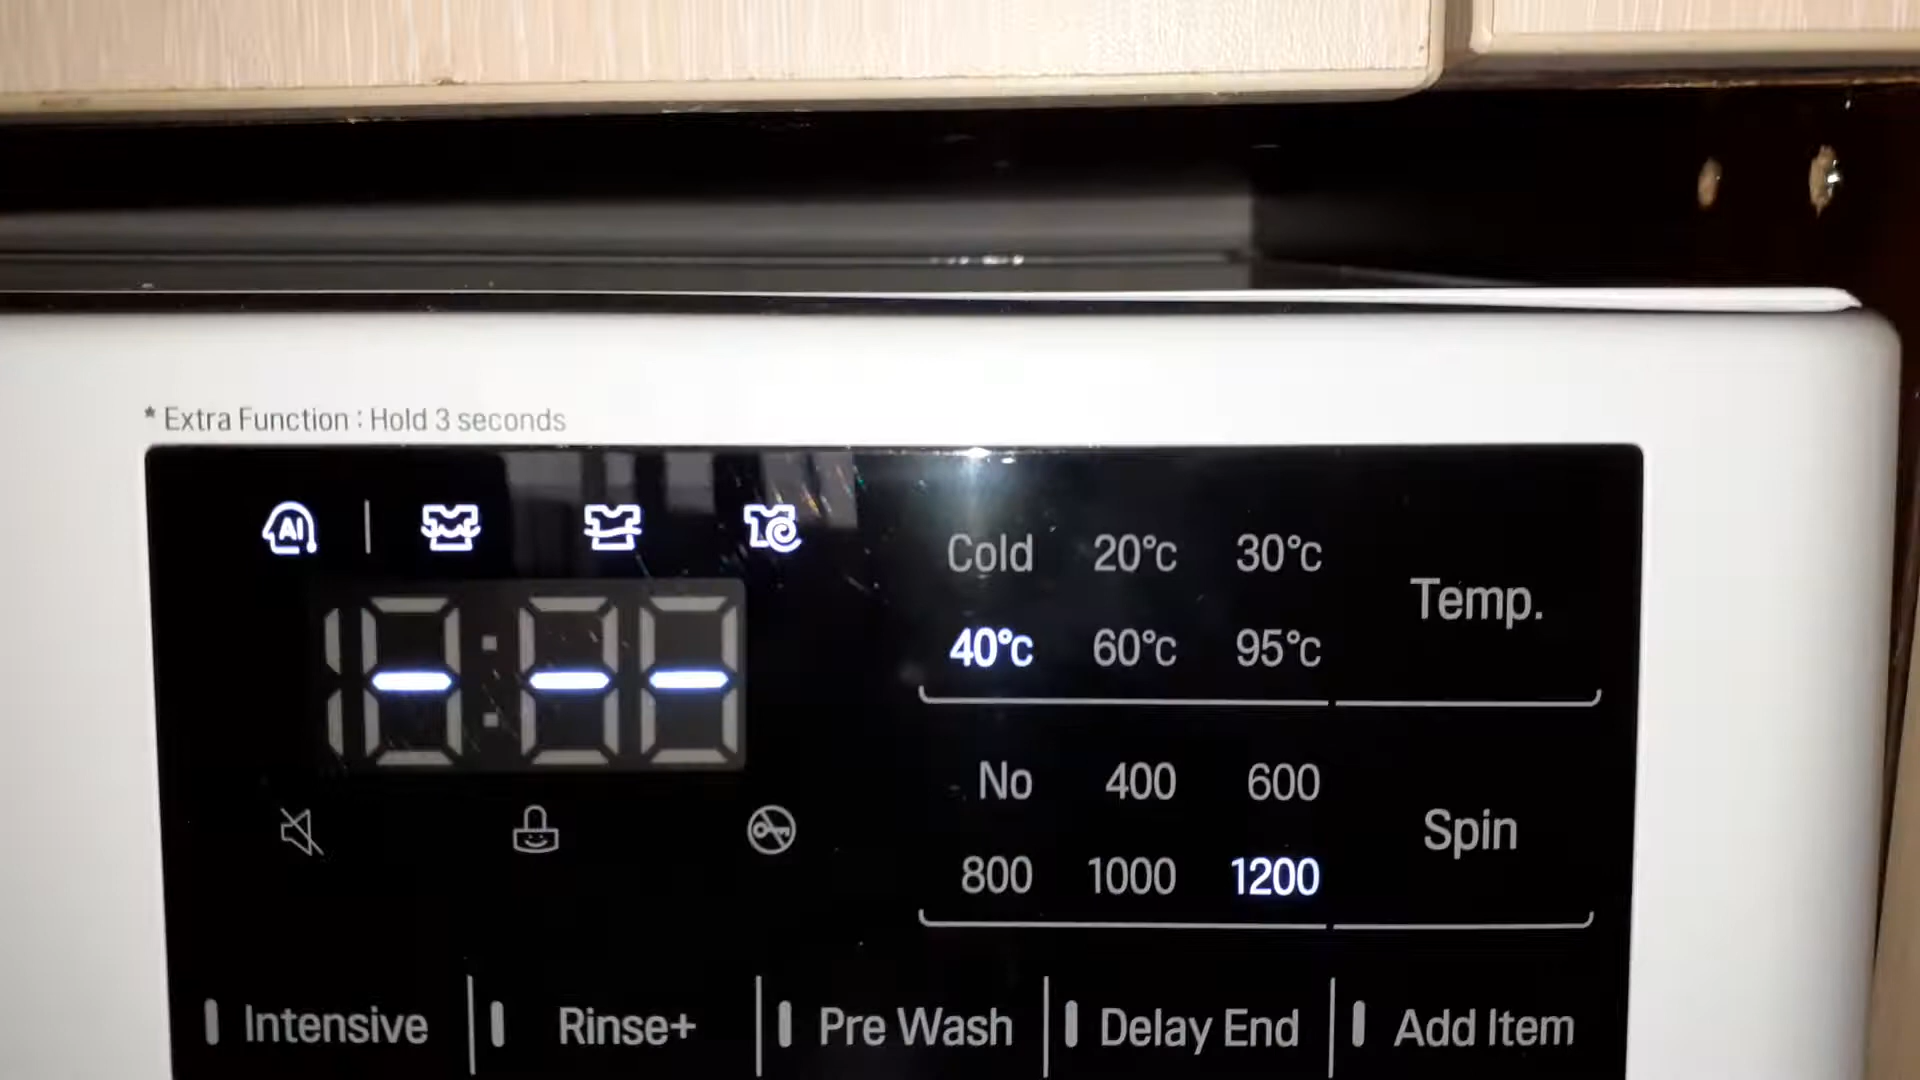 * Extra Function : Hold 3 seconds
AI
Cold 20°c 30°c
Temp.
40°c 60°c 95°c
- : - -
No 400 600
Spin
800 1000 1200
Intensive Rinse+ Pre Wash Delay End Add Item